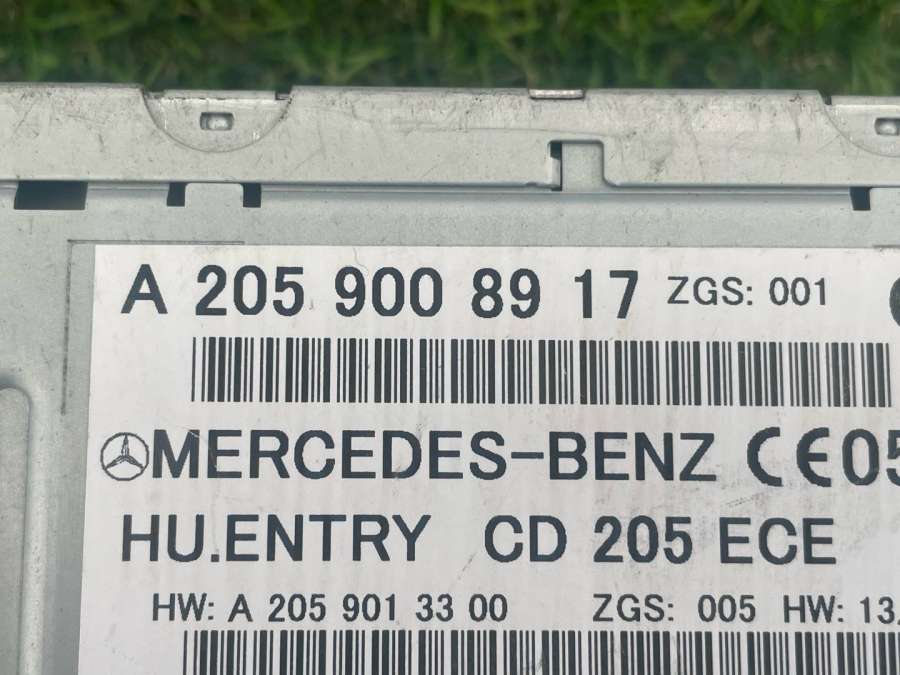 A 205 900 89 17 ZGS: 001
MERCEDES-BENZ CE05
HU.ENTRY CD 205 ECE
HW: A 205 901 33 00 ZGS: 005 HW: 13